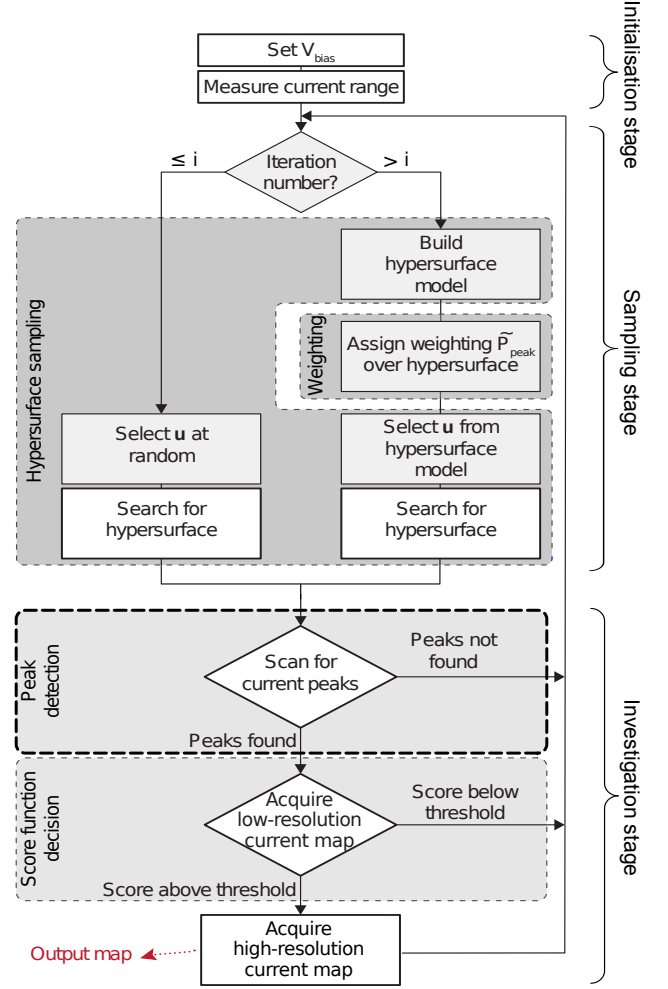 Set V_bias
Measure current range
Initialisation stage
≤ i
Iteration
number?
> i
Build
hypersurface
model
Hypersurface sampling
Weighting
Assign weighting P̃_peak
over hypersurface
Sampling stage
Select u at
random
Select u from
hypersurface
model
Search for
hypersurface
Search for
hypersurface
Peak
detection
Scan for
current peaks
Peaks not
found
Peaks found
Investigation stage
Score function
decision
Acquire
low-resolution
current map
Score below
threshold
Score above threshold
Acquire
high-resolution
current map
Output map